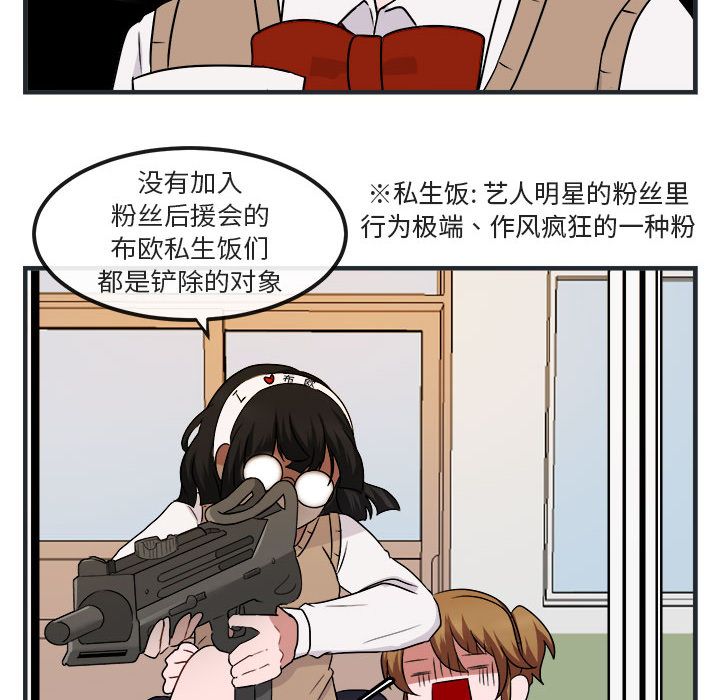 没有加入
粉丝后援会的
布欧私生饭们
都是铲除的对象
※私生饭: 艺人明星的粉丝里
行为极端、作风疯狂的一种粉
I ♥ 布欧